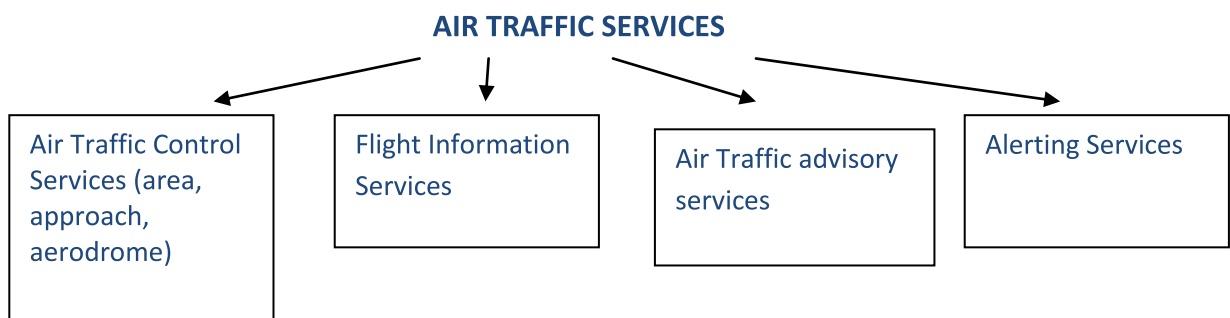 AIR TRAFFIC SERVICES
Air Traffic Control
Services (area,
approach,
aerodrome)
Flight Information
Services
Air Traffic advisory
services
Alerting Services